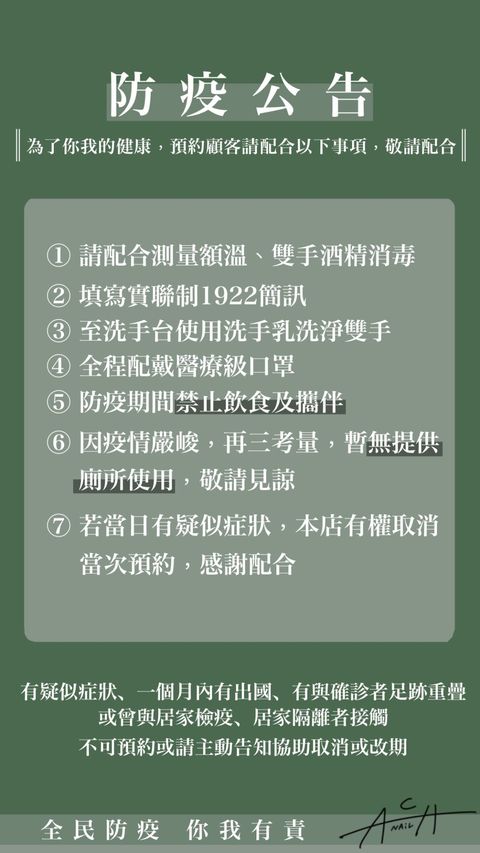 防疫公告
為了你我的健康，預約顧客請配合以下事項，敬請配合
① 請配合測量額溫、雙手酒精消毒
② 填寫實聯制1922簡訊
③ 至洗手台使用洗手乳洗淨雙手
④ 全程配戴醫療級口罩
⑤ 防疫期間禁止飲食及攜伴
⑥ 因疫情嚴峻，再三考量，暫無提供
廁所使用，敬請見諒
⑦ 若當日有疑似症狀，本店有權取消
當次預約，感謝配合
有疑似症狀、一個月內有出國、有與確診者足跡重疊
或曾與居家檢疫、居家隔離者接觸
不可預約或請主動告知協助取消或改期
全民防疫 你我有責
ACH
NAIL